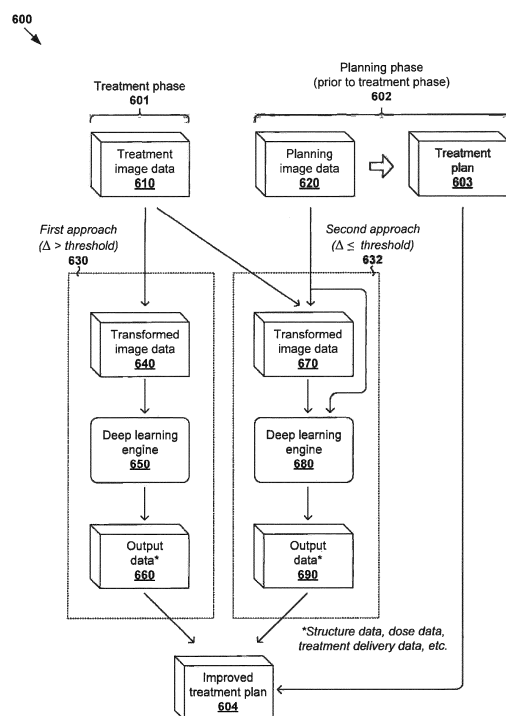 600
Treatment phase
601
Planning phase
(prior to treatment phase)
602
Treatment
image data
610
Planning
image data
620
Treatment
plan
603
First approach
(Δ > threshold)
630
Second approach
(Δ ≤ threshold)
632
Transformed
image data
640
Transformed
image data
670
Deep learning
engine
650
Deep learning
engine
680
Output
data*
660
Output
data*
690
*Structure data, dose data,
treatment delivery data, etc.
Improved
treatment plan
604